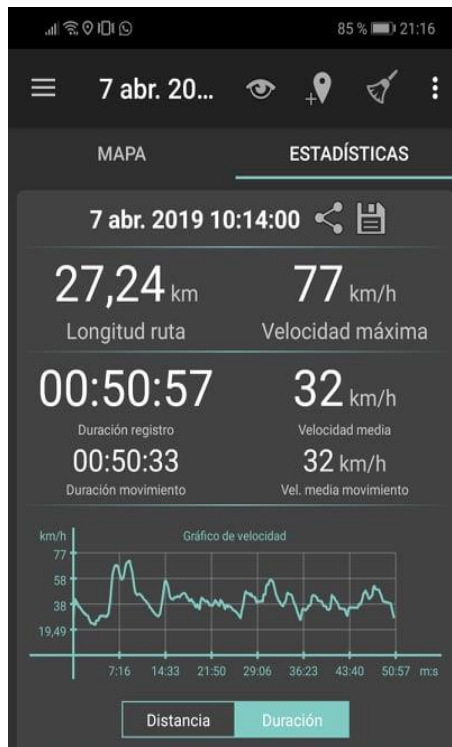 85 % 21:16
7 abr. 20...
MAPA ESTADÍSTICAS
7 abr. 2019 10:14:00
27,24 km 77 km/h
Longitud ruta Velocidad máxima
00:50:57 32 km/h
Duración registro Velocidad media
00:50:33 32 km/h
Duración movimiento Vel. media movimiento
km/h Gráfico de velocidad
77
58
38
19,49
7:16 14:33 21:50 29:06 36:23 43:40 50:57 m:s
Distancia Duración